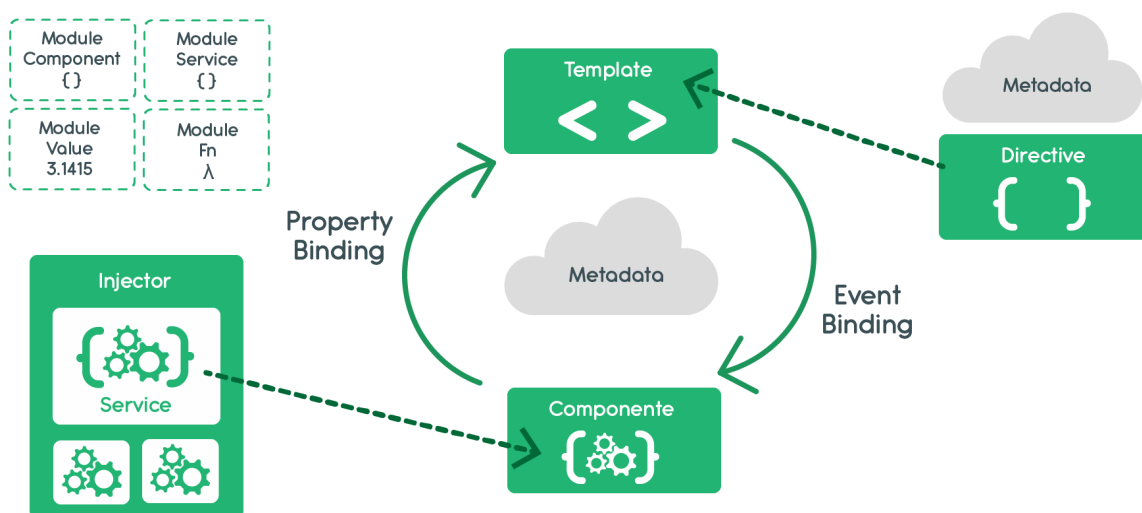 Module
Component
{}
Module
Service
{}
Module
Value
3.1415
Module
Fn
λ
Template
< >
Metadata
Directive
{ }
Property
Binding
Metadata
Event
Binding
Injector
{ }
Service
Componente
{ }